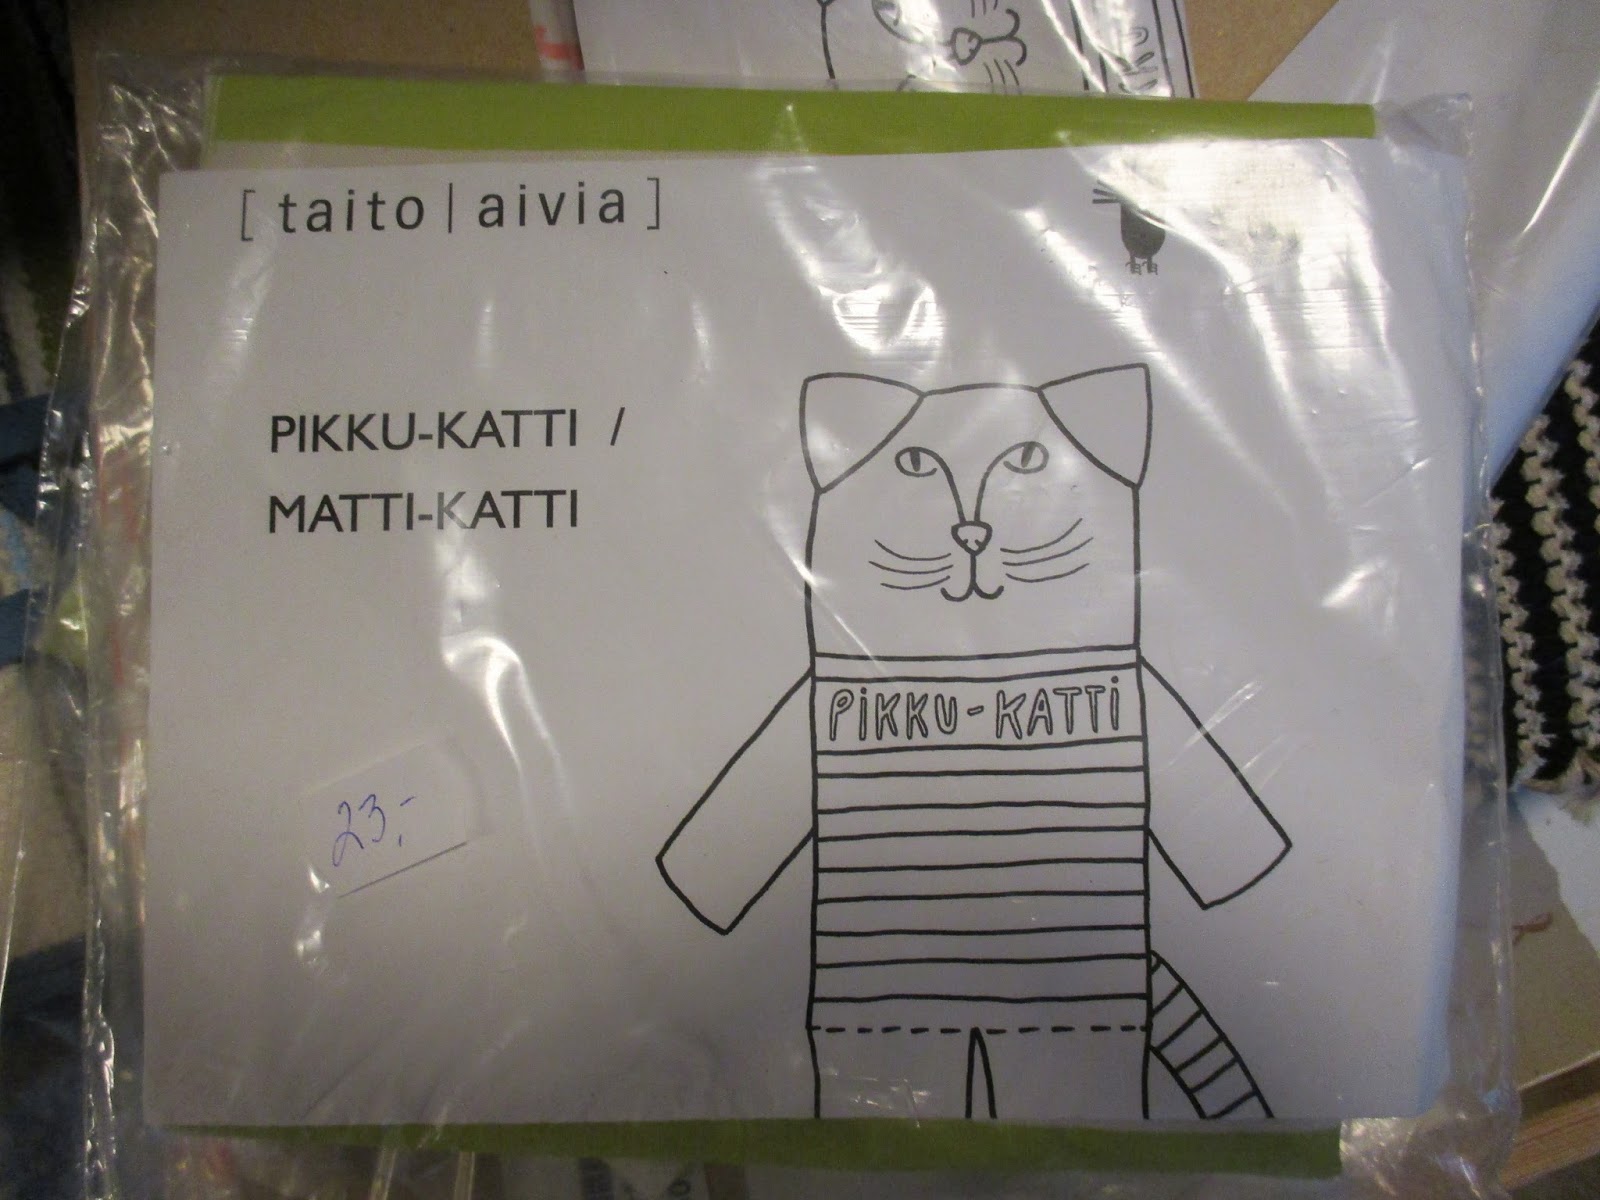 [ taito | aivia ]
PIKKU-KATTI /
MATTI-KATTI
PiKKU-KATTi
23,-